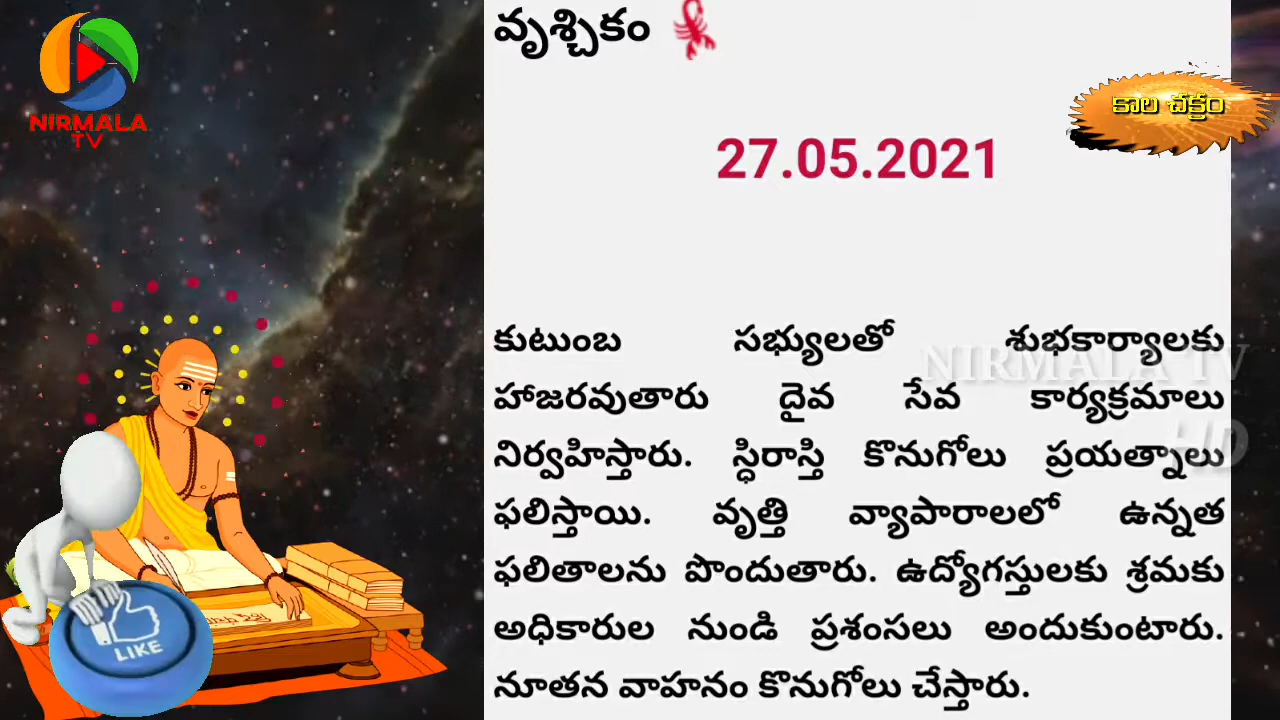 వృశ్చికం
NIRMALA
TV
కాల చక్రం
27.05.2021
కుటుంబ సభ్యులతో శుభకార్యాలకు
NIRMALA TV
హాజరవుతారు దైవ సేవ కార్యక్రమాలు
HD
నిర్వహిస్తారు. స్ధిరాస్తి కొనుగోలు ప్రయత్నాలు
ఫలిస్తాయి. వృత్తి వ్యాపారాలలో ఉన్నత
ఫలితాలను పొందుతారు. ఉద్యోగస్తులకు శ్రమకు
అధికారుల నుండి ప్రశంసలు అందుకుంటారు.
నూతన వాహనం కొనుగోలు చేస్తారు.
LIKE